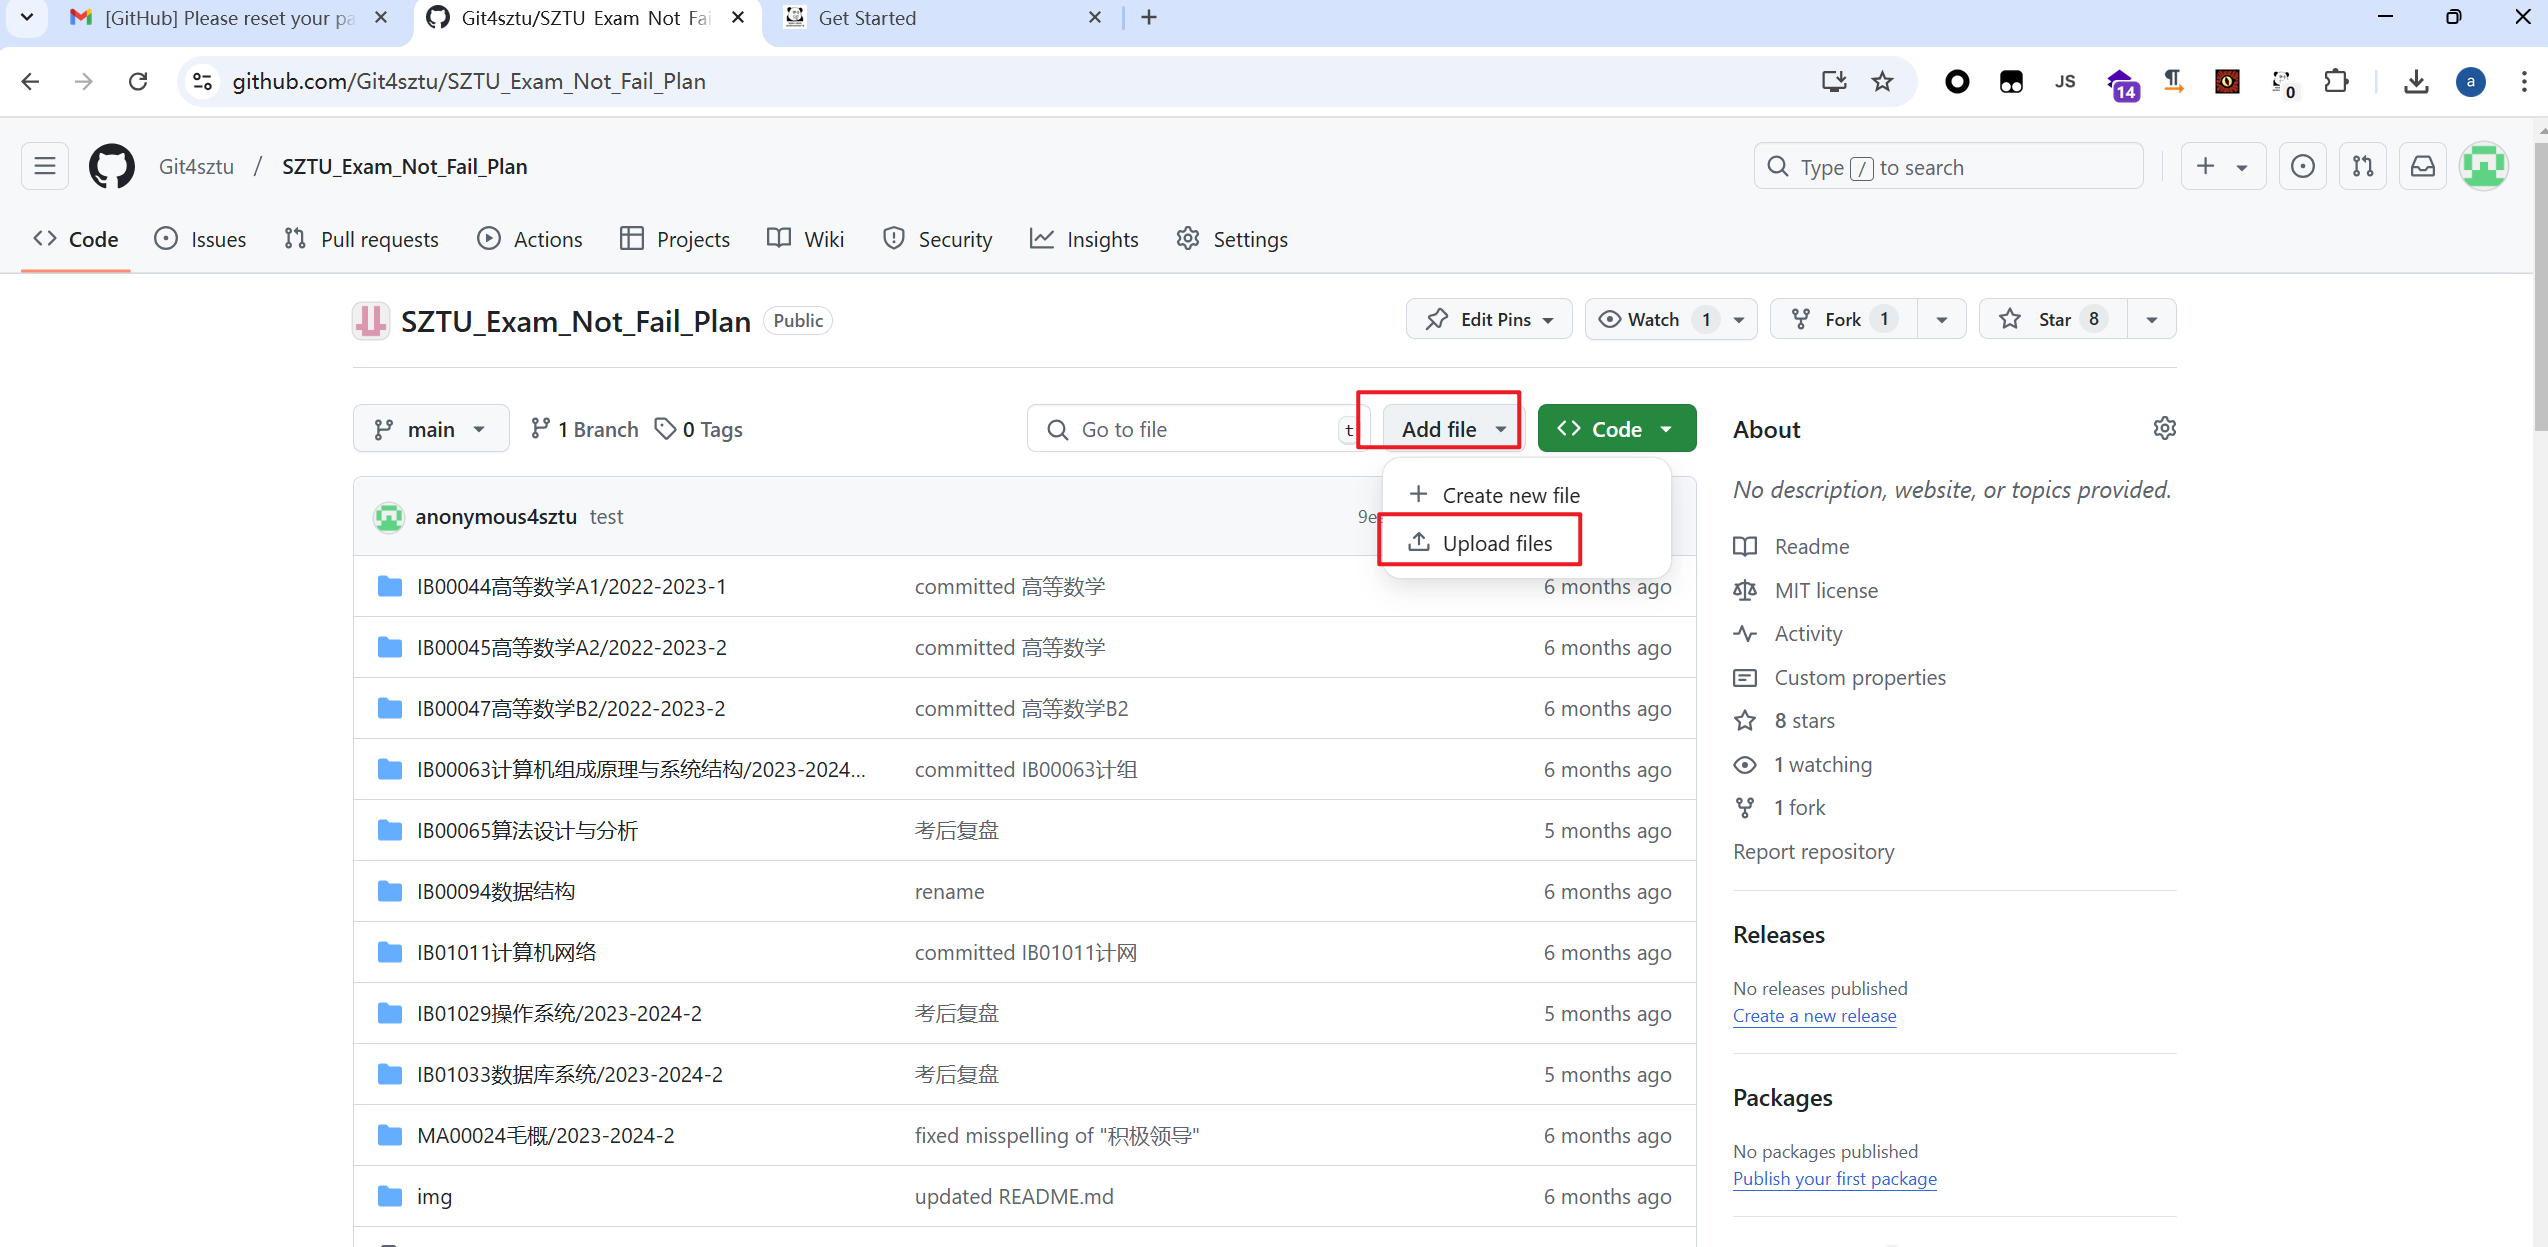 [GitHub] Please reset your pa
Git4sztu/SZTU_Exam_Not_Fai
Get Started
github.com/Git4sztu/SZTU_Exam_Not_Fail_Plan
JS
14
0
a
Git4sztu / SZTU_Exam_Not_Fail_Plan
Type / to search
Code
Issues
Pull requests
Actions
Projects
Wiki
Security
Insights
Settings
SZTU_Exam_Not_Fail_Plan Public
Edit Pins
Watch 1
Fork 1
Star 8
main
1 Branch
0 Tags
Go to file
t
Add file
Code
Create new file
Upload files
anonymous4sztu test
IB00044高等数学A1/2022-2023-1 committed 高等数学 6 months ago
IB00045高等数学A2/2022-2023-2 committed 高等数学 6 months ago
IB00047高等数学B2/2022-2023-2 committed 高等数学B2 6 months ago
IB00063计算机组成原理与系统结构/2023-2024... committed IB00063计组 6 months ago
IB00065算法设计与分析 考后复盘 5 months ago
IB00094数据结构 rename 6 months ago
IB01011计算机网络 committed IB01011计网 6 months ago
IB01029操作系统/2023-2024-2 考后复盘 5 months ago
IB01033数据库系统/2023-2024-2 考后复盘 5 months ago
MA00024毛概/2023-2024-2 fixed misspelling of "积极领导" 6 months ago
img updated README.md 6 months ago
About
No description, website, or topics provided.
Readme
MIT license
Activity
Custom properties
8 stars
1 watching
1 fork
Report repository
Releases
No releases published
Create a new release
Packages
No packages published
Publish your first package